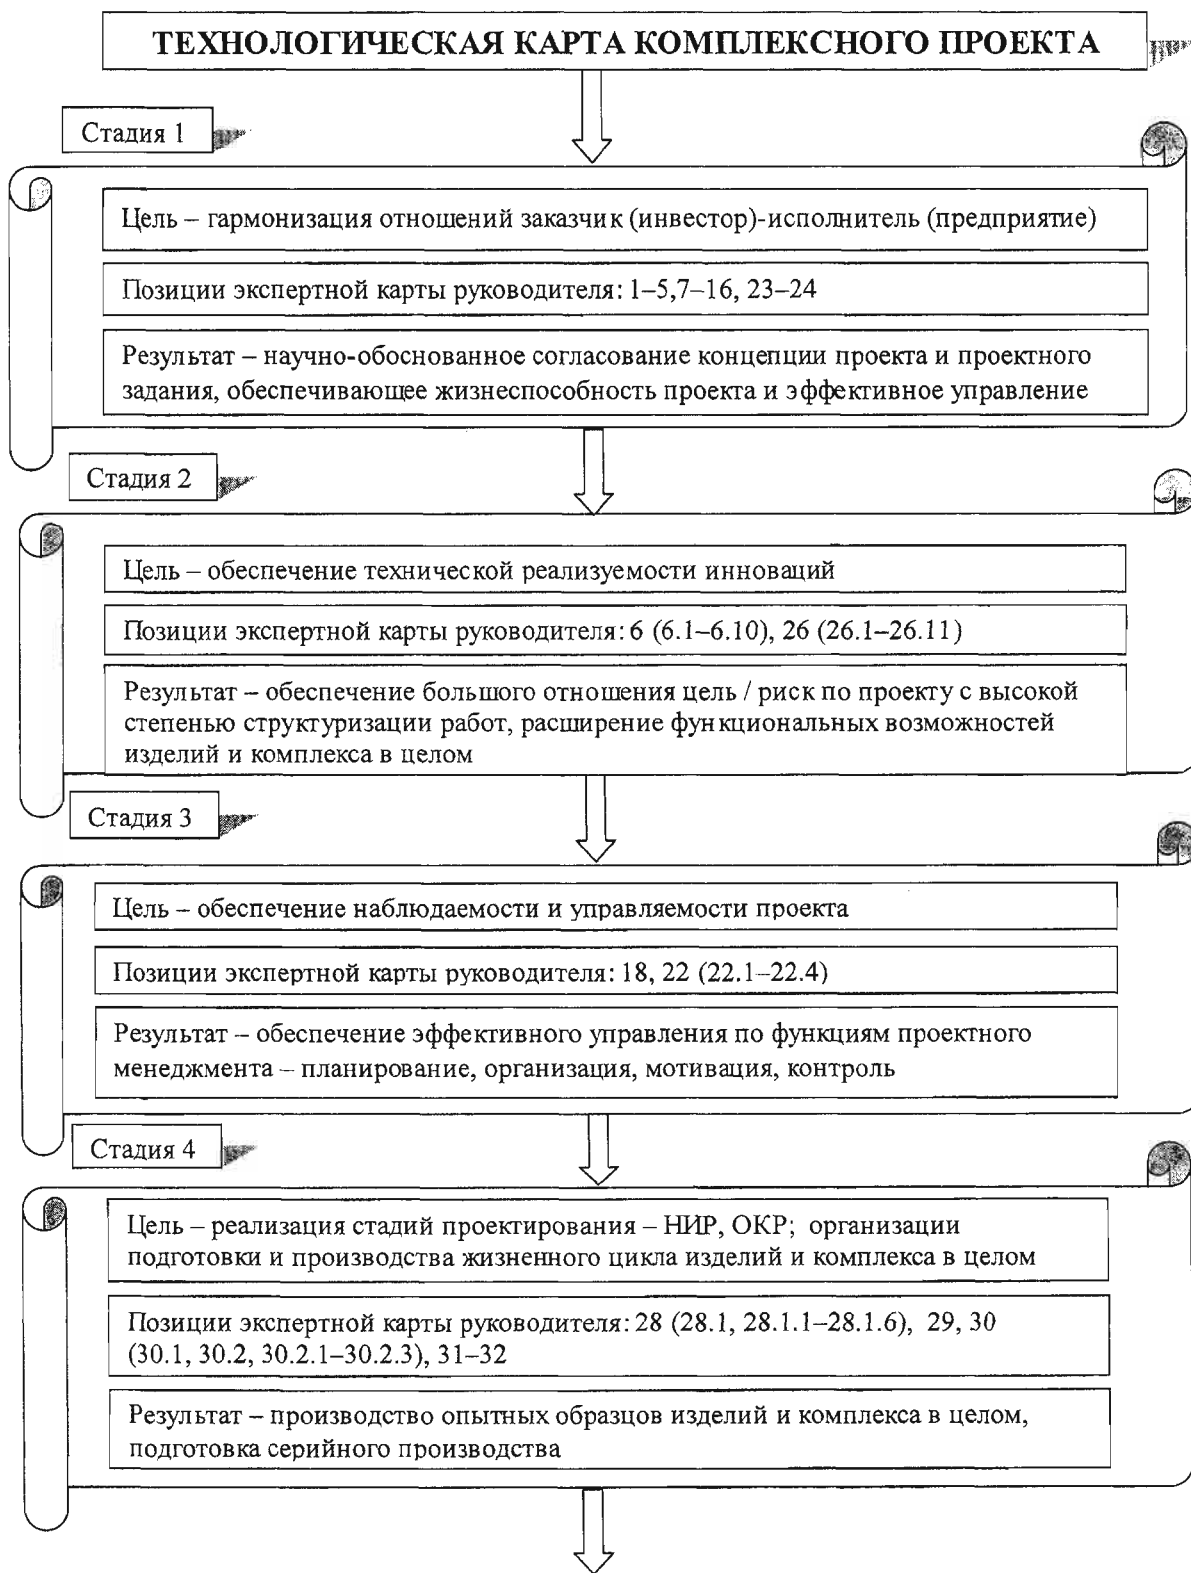 ТЕХНОЛОГИЧЕСКАЯ КАРТА КОМПЛЕКСНОГО ПРОЕКТА
Стадия 1
Цель – гармонизация отношений заказчик (инвестор)-исполнитель (предприятие)
Позиции экспертной карты руководителя: 1–5,7–16, 23–24
Результат – научно-обоснованное согласование концепции проекта и проектного
задания, обеспечивающее жизнеспособность проекта и эффективное управление
Стадия 2
Цель – обеспечение технической реализуемости инноваций
Позиции экспертной карты руководителя: 6 (6.1–6.10), 26 (26.1–26.11)
Результат – обеспечение большого отношения цель / риск по проекту с высокой
степенью структуризации работ, расширение функциональных возможностей
изделий и комплекса в целом
Стадия 3
Цель – обеспечение наблюдаемости и управляемости проекта
Позиции экспертной карты руководителя: 18, 22 (22.1–22.4)
Результат – обеспечение эффективного управления по функциям проектного
менеджмента – планирование, организация, мотивация, контроль
Стадия 4
Цель – реализация стадий проектирования – НИР, ОКР; организации
подготовки и производства жизненного цикла изделий и комплекса в целом
Позиции экспертной карты руководителя: 28 (28.1, 28.1.1–28.1.6), 29, 30
(30.1, 30.2, 30.2.1–30.2.3), 31–32
Результат – производство опытных образцов изделий и комплекса в целом,
подготовка серийного производства